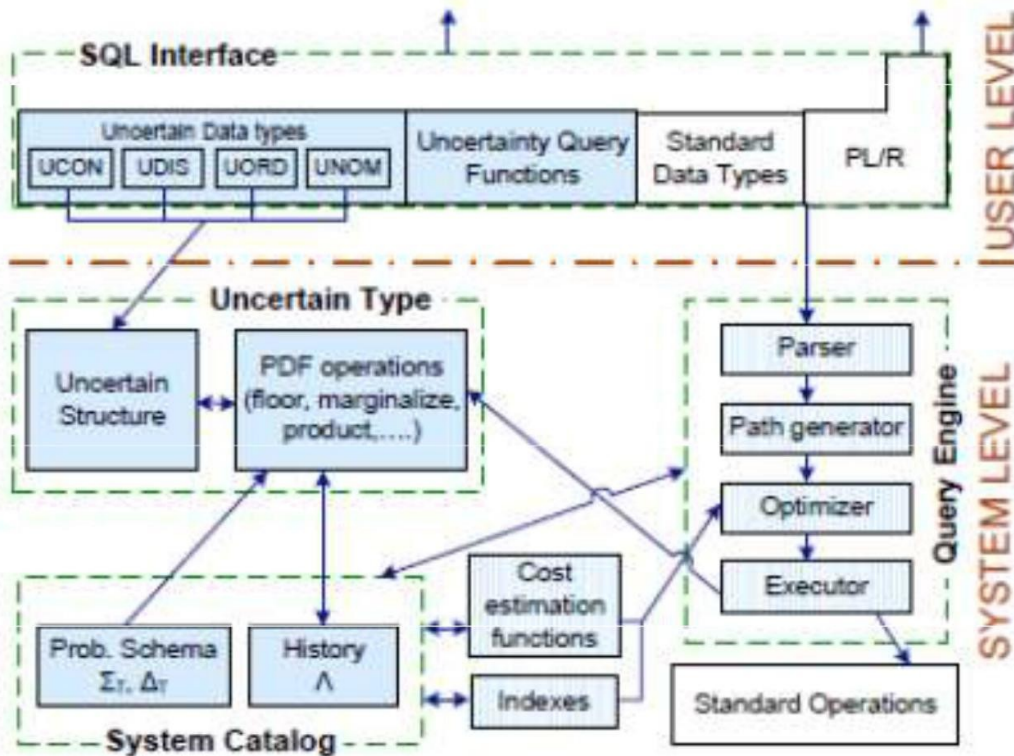 SQL Interface
Uncertain Data types
UCON
UDIS
UORD
UNOM
Uncertainty Query
Functions
Standard
Data Types
PL/R
USER LEVEL
Uncertain Type
Uncertain
Structure
PDF operations
(floor, marginalize,
product,....)
Parser
Path generator
Optimizer
Executor
Query Engine
SYSTEM LEVEL
Cost
estimation
functions
Prob. Schema
Σᴛ, Δᴛ
History
Λ
Indexes
Standard Operations
System Catalog